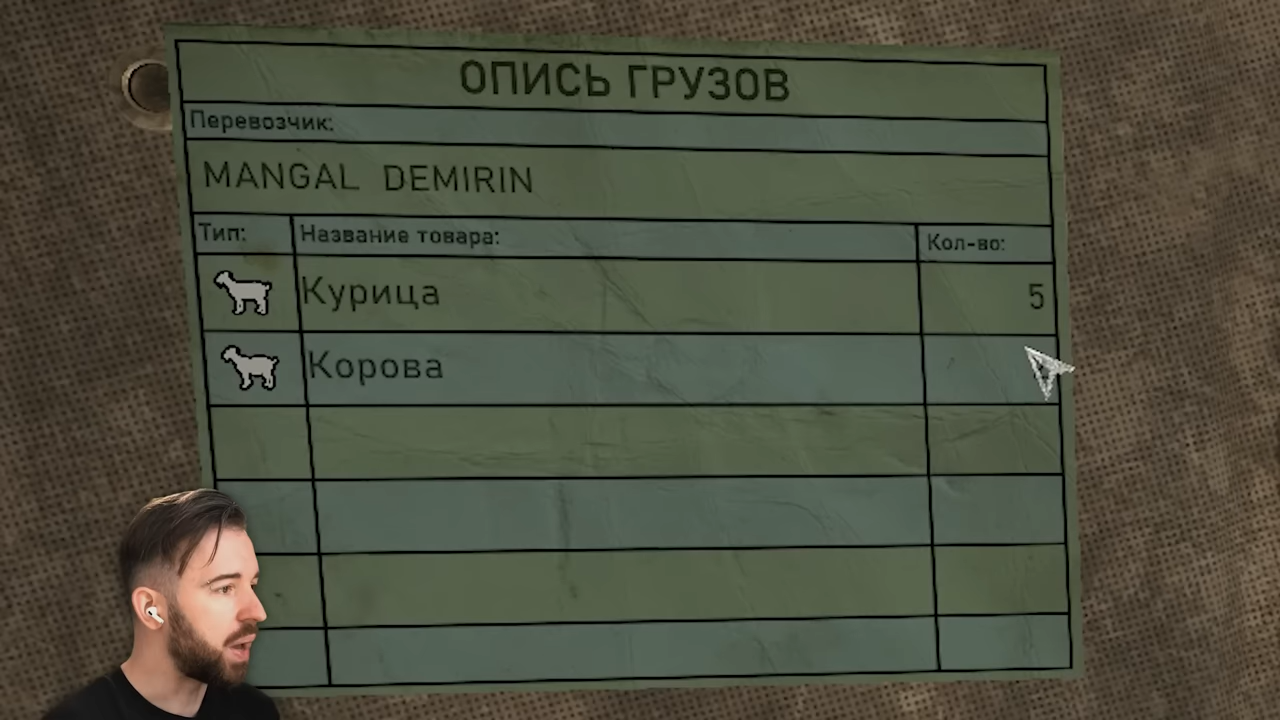 ОПИСЬ ГРУЗОВ
Перевозчик:
MANGAL DEMIRIN
Тип: Название товара: Кол-во:
Курица 5
Корова